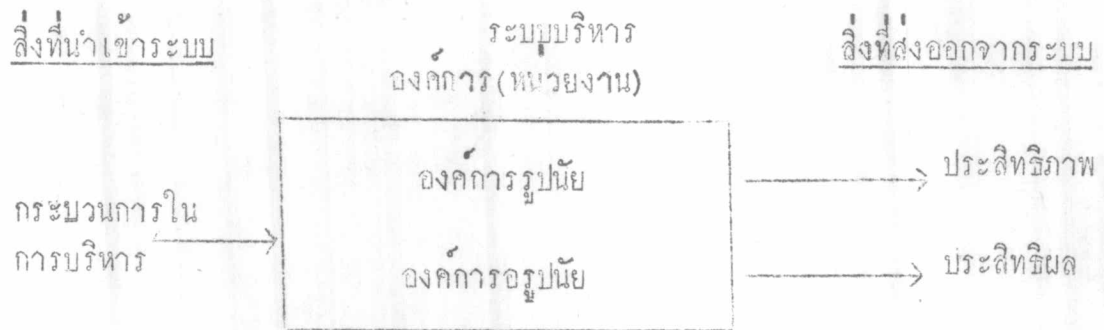 สิ่งที่นำเข้าระบบ
ระบบบริหาร
องค์การ(หน่วยงาน)
สิ่งที่ส่งออกจากระบบ
กระบวนการใน
การบริหาร
องค์การรูปนัย
องค์การอรูปนัย
ประสิทธิภาพ
ประสิทธิผล